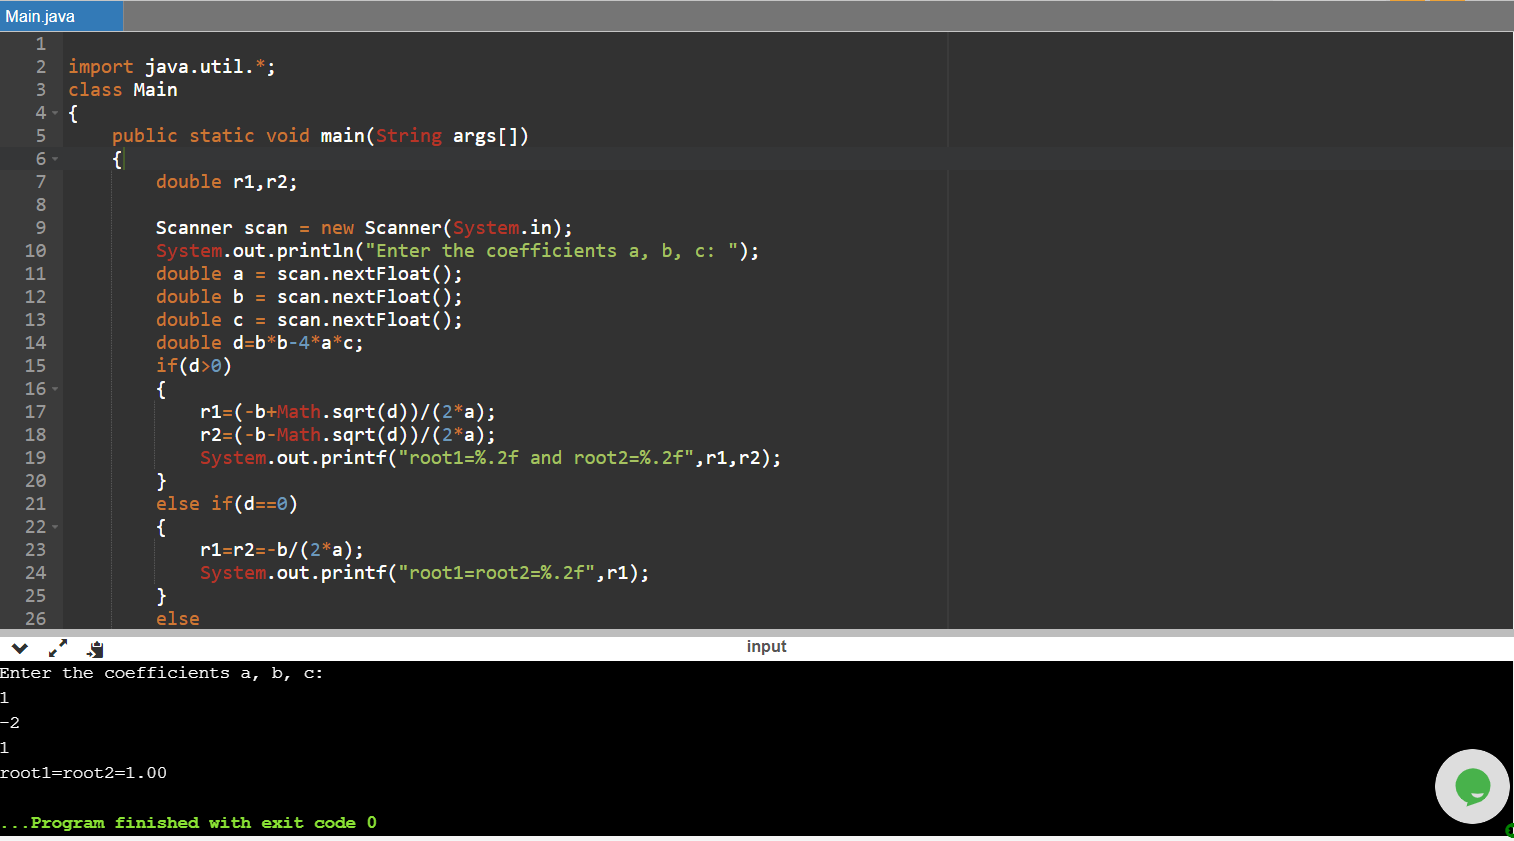 Main.java
1
2 import java.util.*;
3 class Main
4 {
5     public static void main(String args[])
6     {
7         double r1,r2;
8
9         Scanner scan = new Scanner(System.in);
10         System.out.println("Enter the coefficients a, b, c: ");
11         double a = scan.nextFloat();
12         double b = scan.nextFloat();
13         double c = scan.nextFloat();
14         double d=b*b-4*a*c;
15         if(d>0)
16         {
17             r1=(-b+Math.sqrt(d))/(2*a);
18             r2=(-b-Math.sqrt(d))/(2*a);
19             System.out.printf("root1=%.2f and root2=%.2f",r1,r2);
20         }
21         else if(d==0)
22         {
23             r1=r2=-b/(2*a);
24             System.out.printf("root1=root2=%.2f",r1);
25         }
26         else
input
Enter the coefficients a, b, c:
1
-2
1
root1=root2=1.00
...Program finished with exit code 0